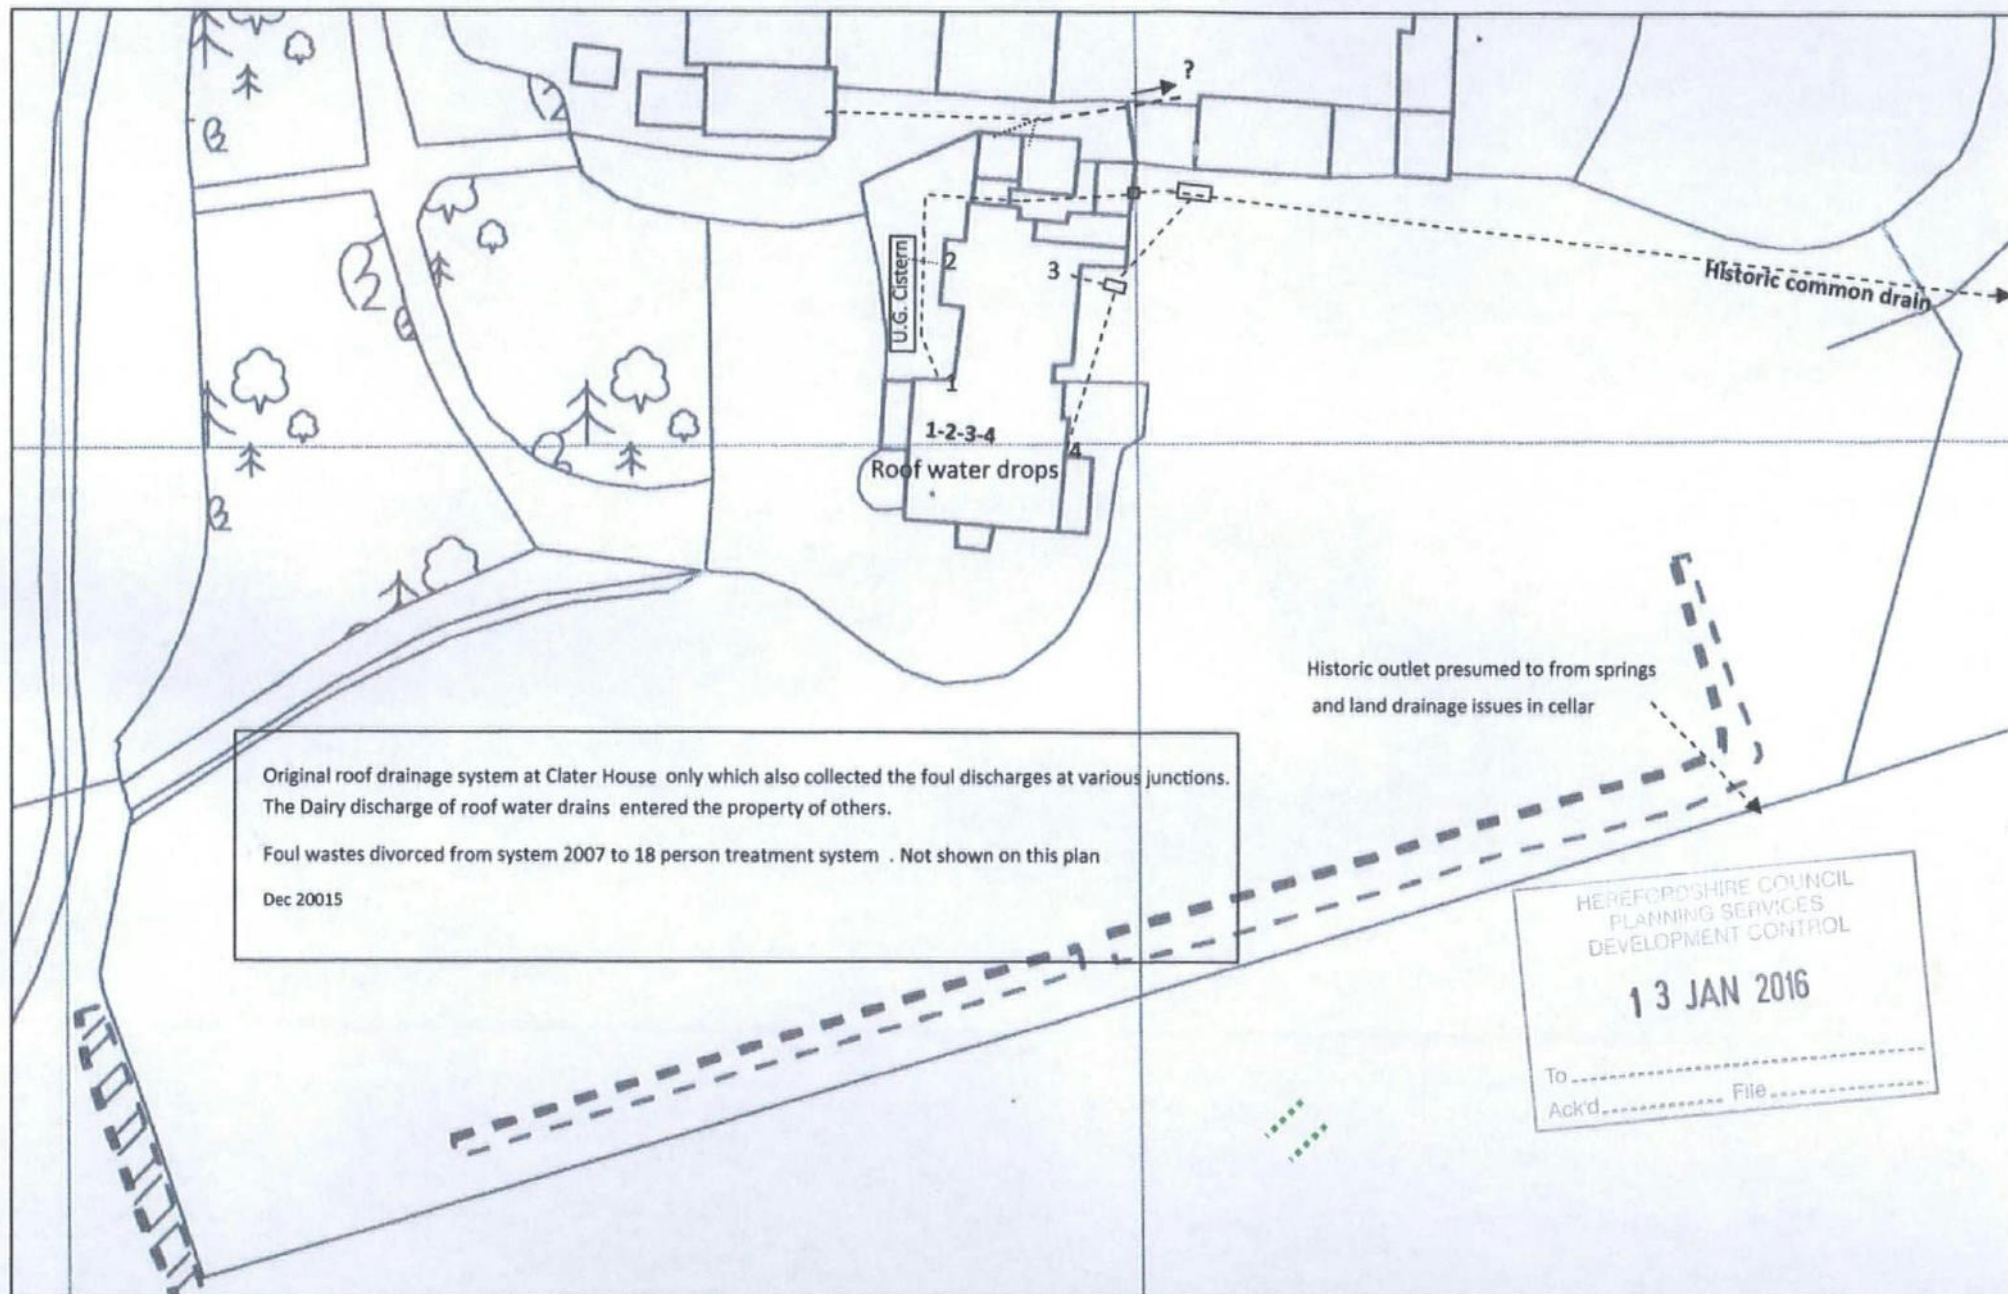 ?
U.G. Cistern
2
3
Historic common drain
1
1-2-3-4
4
Roof water drops
Historic outlet presumed to from springs
and land drainage issues in cellar
Original roof drainage system at Clater House only which also collected the foul discharges at various junctions.
The Dairy discharge of roof water drains entered the property of others.
Foul wastes divorced from system 2007 to 18 person treatment system . Not shown on this plan
Dec 20015
HEREFORDSHIRE COUNCIL
PLANNING SERVICES
DEVELOPMENT CONTROL
13 JAN 2016
To
Ack'd File